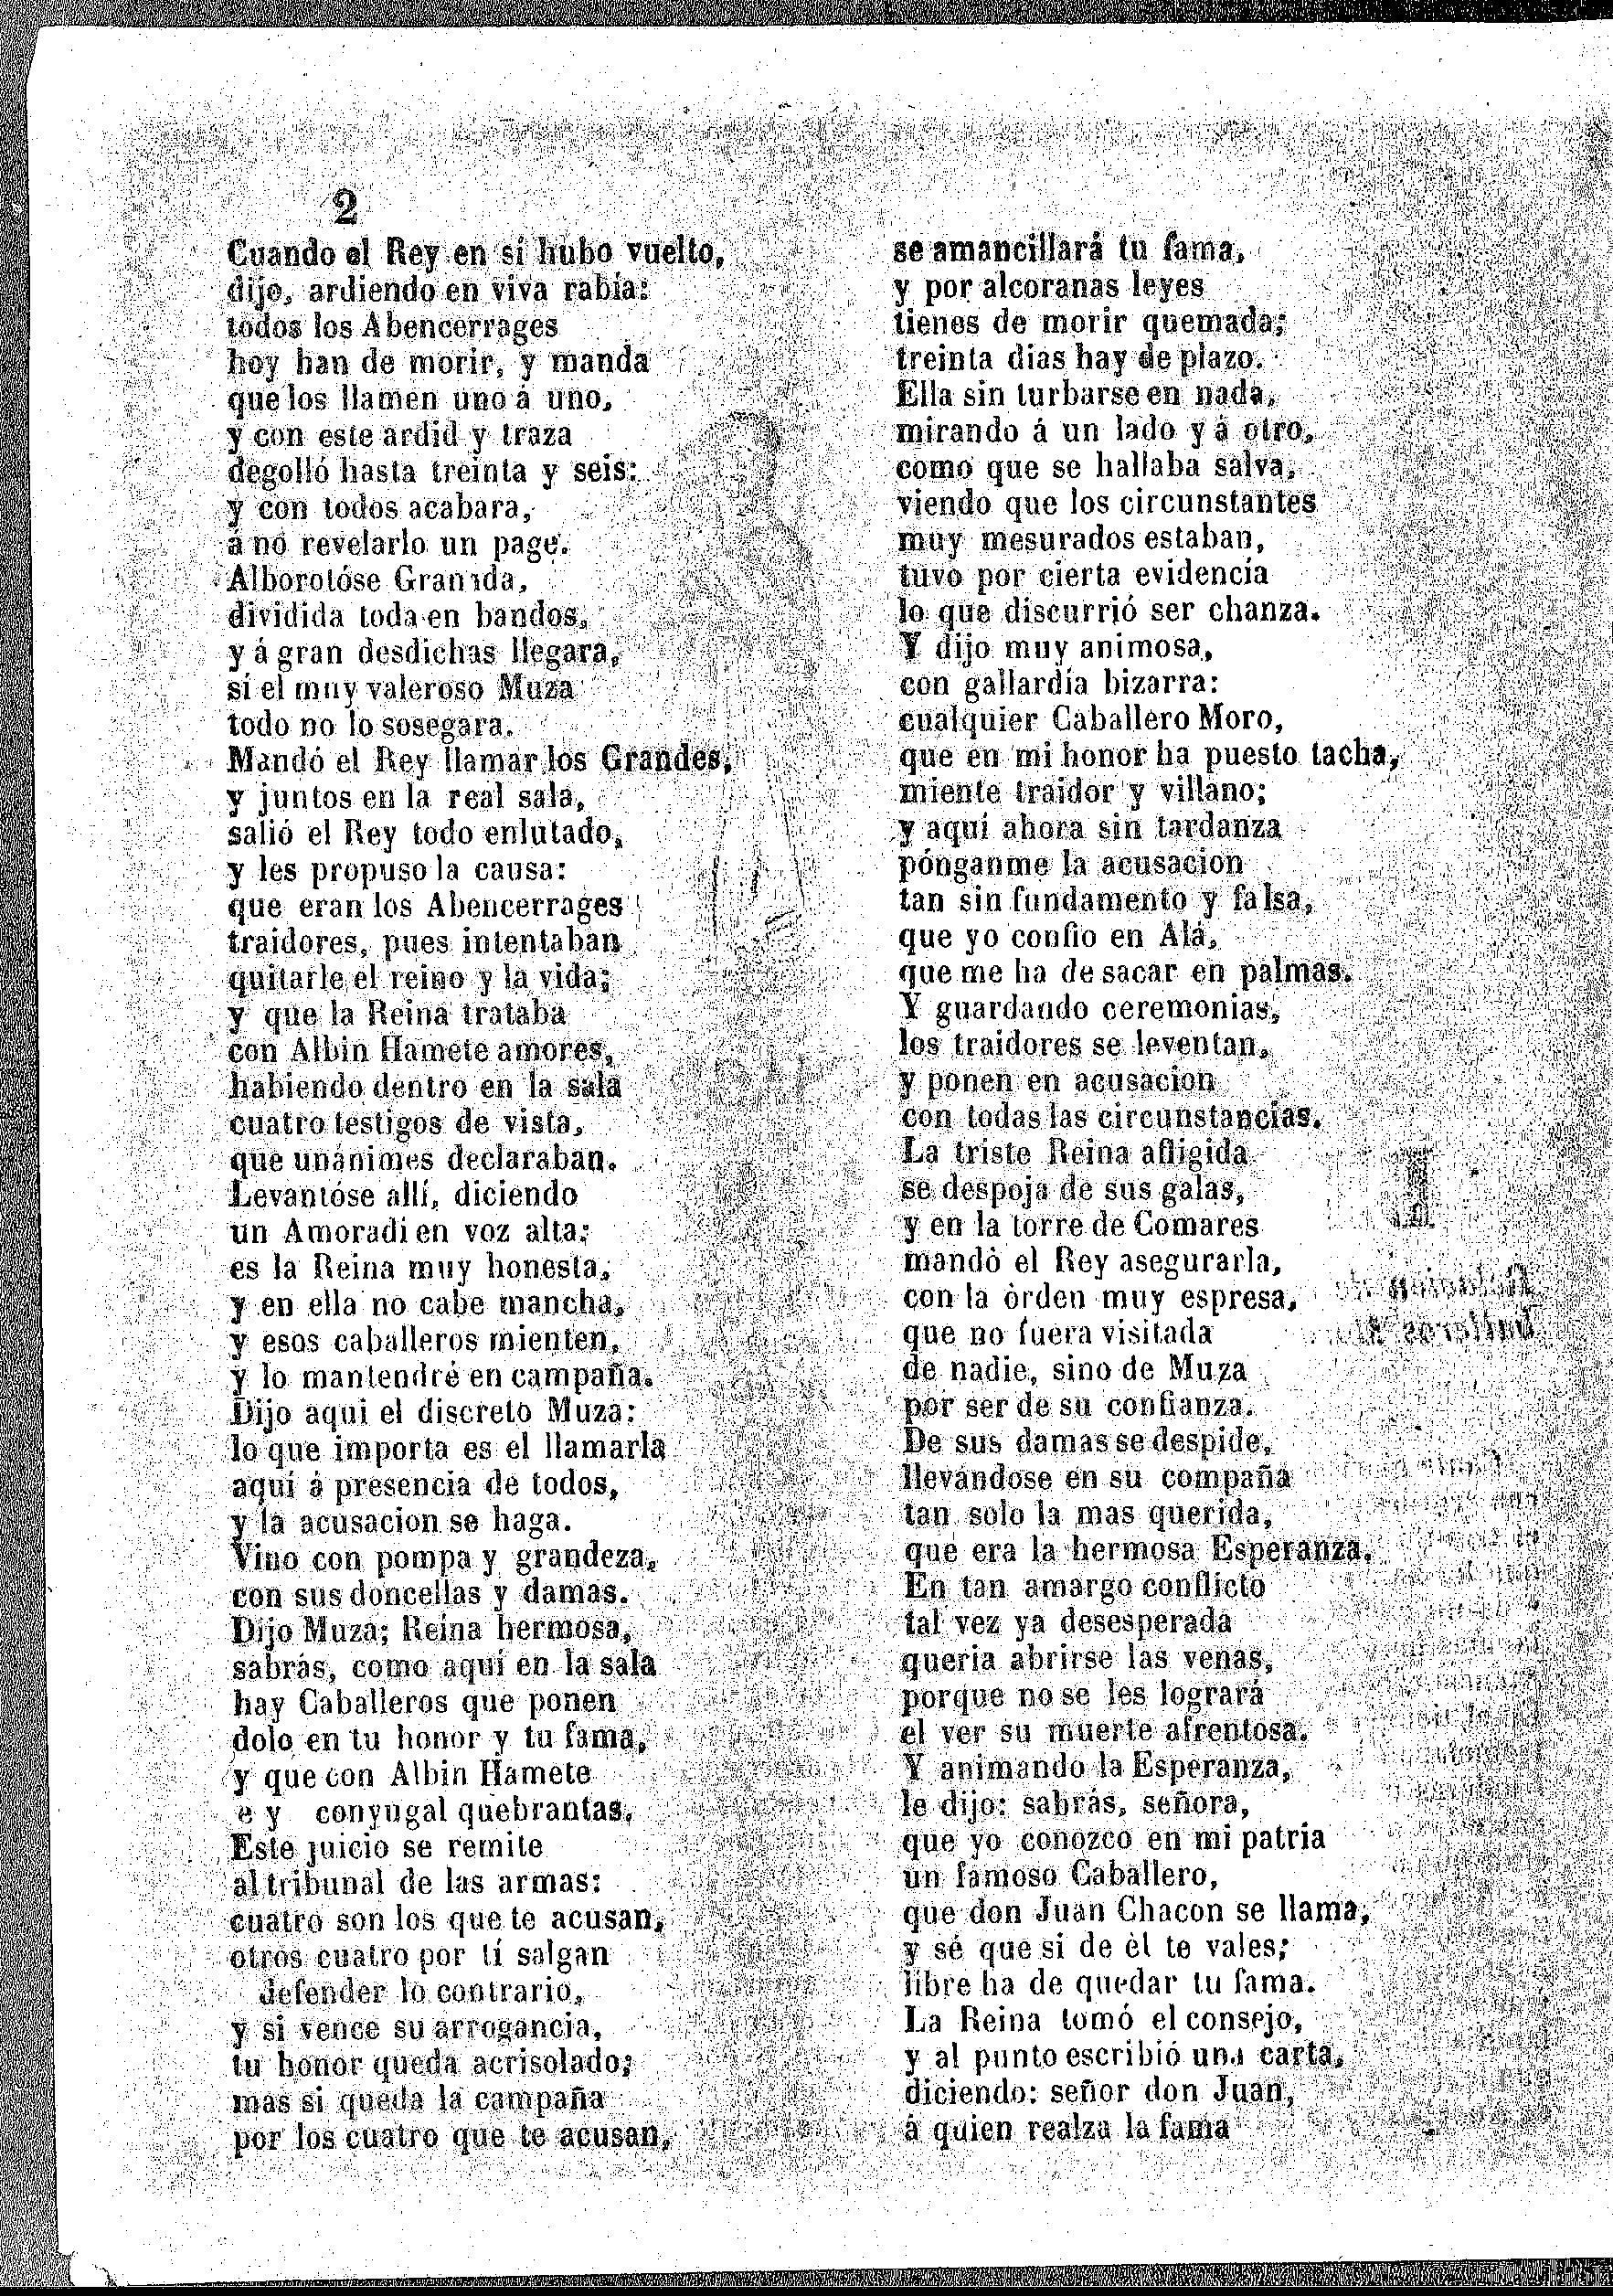 2
Cuando el Rey en sí hubo vuelto,
dijo, ardiendo en viva rabia:
todos los Abencerrages
hoy han de morir, y manda
que los llamen uno á uno,
y con este ardid y traza
degolló hasta treinta y seis:
y con todos acabara,
á no revelarlo un page.
Alborotóse Granada,
dividida toda en bandos,
y á gran desdichas llegara,
si el muy valeroso Muza
todo no lo sosegara.
Mandó el Rey llamar los Grandes,
y juntos en la real sala,
salió el Rey todo enlutado,
y les propuso la causa:
que eran los Abencerrages
traidores, pues intentaban
quitarle el reino y la vida;
y que la Reina trataba
con Albin Hamete amores,
habiendo dentro en la sala
cuatro testigos de vista,
que unánimes declaraban.
Levantóse allí, diciendo
un Amoradi en voz alta;
es la Reina muy honesta,
y en ella no cabe mancha,
y esos caballeros mienten,
y lo mantendré en campaña.
Dijo aqui el discreto Muza:
lo que importa es el llamarla
aquí á presencia de todos,
y la acusacion se haga.
Vino con pompa y grandeza,
con sus doncellas y damas.
Dijo Muza; Reina hermosa,
sabrás, como aquí en la sala
hay Caballeros que ponen
dolo en tu honor y tu fama,
y que con Albin Hamete
e y conyugal quebrantas,
Este juicio se remite
al tribunal de las armas:
cuatro son los que te acusan,
otros cuatro por tí salgan
defender lo contrario,
y si vence su arrogancia,
tu honor queda acrisolado;
mas si queda la campaña
por los cuatro que te acusan,
se amancillará tu fama,
y por alcoranas leyes
tienes de morir quemada;
treinta dias hay de plazo.
Ella sin turbarse en nada,
mirando á un lado y á otro,
como que se hallaba salva,
viendo que los circunstantes
muy mesurados estaban,
tuvo por cierta evidencia
lo que discurrió ser chanza.
Y dijo muy animosa,
con gallardía bizarra:
cualquier Caballero Moro,
que en mi honor ha puesto tacha,
miente traidor y villano;
y aquí ahora sin tardanza
pónganme la acusacion
tan sin fundamento y falsa,
que yo confio en Alá,
que me ha de sacar en palmas.
Y guardando ceremonias,
los traidores se leventan,
y ponen en acusacion
con todas las circunstancias.
La triste Reina afligida
se despoja de sus galas,
y en la torre de Comares
mandó el Rey asegurarla,
con la órden muy espresa,
que no fuera visitada
de nadie, sino de Muza
por ser de su confianza.
De sus damas se despide,
llevándose en su compaña
tan solo la mas querida,
que era la hermosa Esperanza.
En tan amargo conflicto
tal vez ya desesperada
queria abrirse las venas,
porque no se les logrará
el ver su muerte afrentosa.
Y animando la Esperanza,
le dijo: sabrás, señora,
que yo conozco en mi patria
un famoso Caballero,
que don Juan Chacon se llama,
y sé que si de él te vales;
libre ha de quedar tu fama.
La Reina tomó el consejo,
y al punto escribió una carta,
diciendo: señor don Juan,
á quien realza la fama